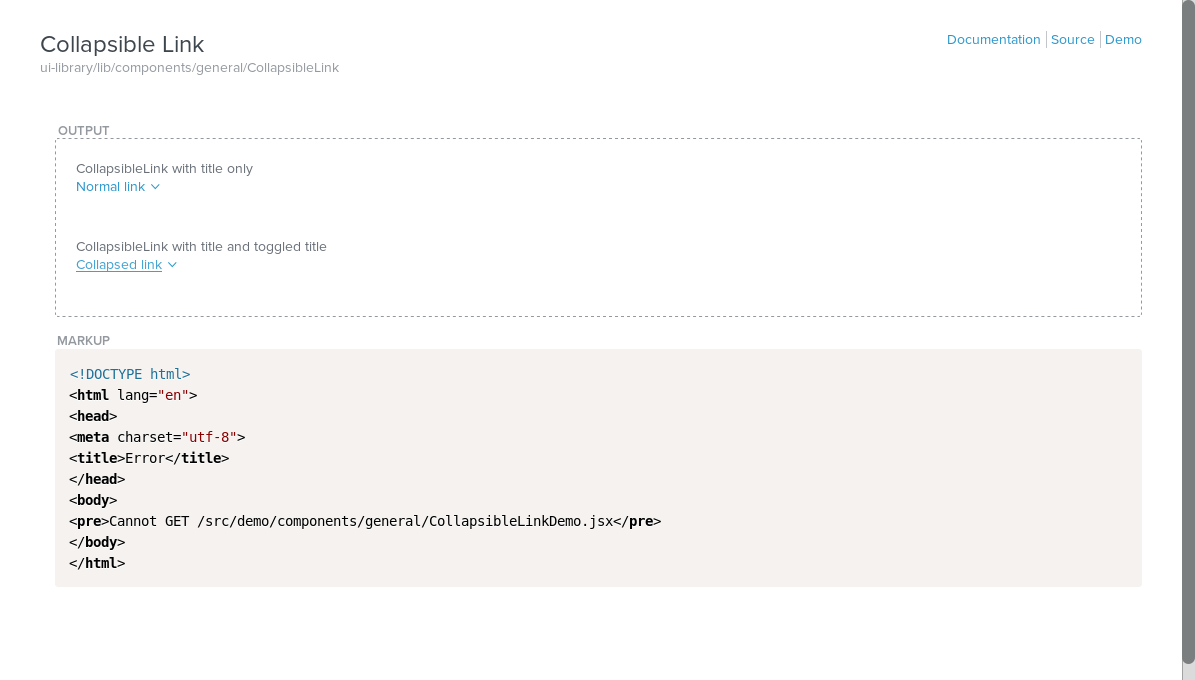 Collapsible Link
ui-library/lib/components/general/CollapsibleLink
Documentation
Source
Demo
OUTPUT
CollapsibleLink with title only
Normal link
CollapsibleLink with title and toggled title
Collapsed link
MARKUP
<!DOCTYPE html>
<html lang="en">
<head>
<meta charset="utf-8">
<title>Error</title>
</head>
<body>
<pre>Cannot GET /src/demo/components/general/CollapsibleLinkDemo.jsx</pre>
</body>
</html>